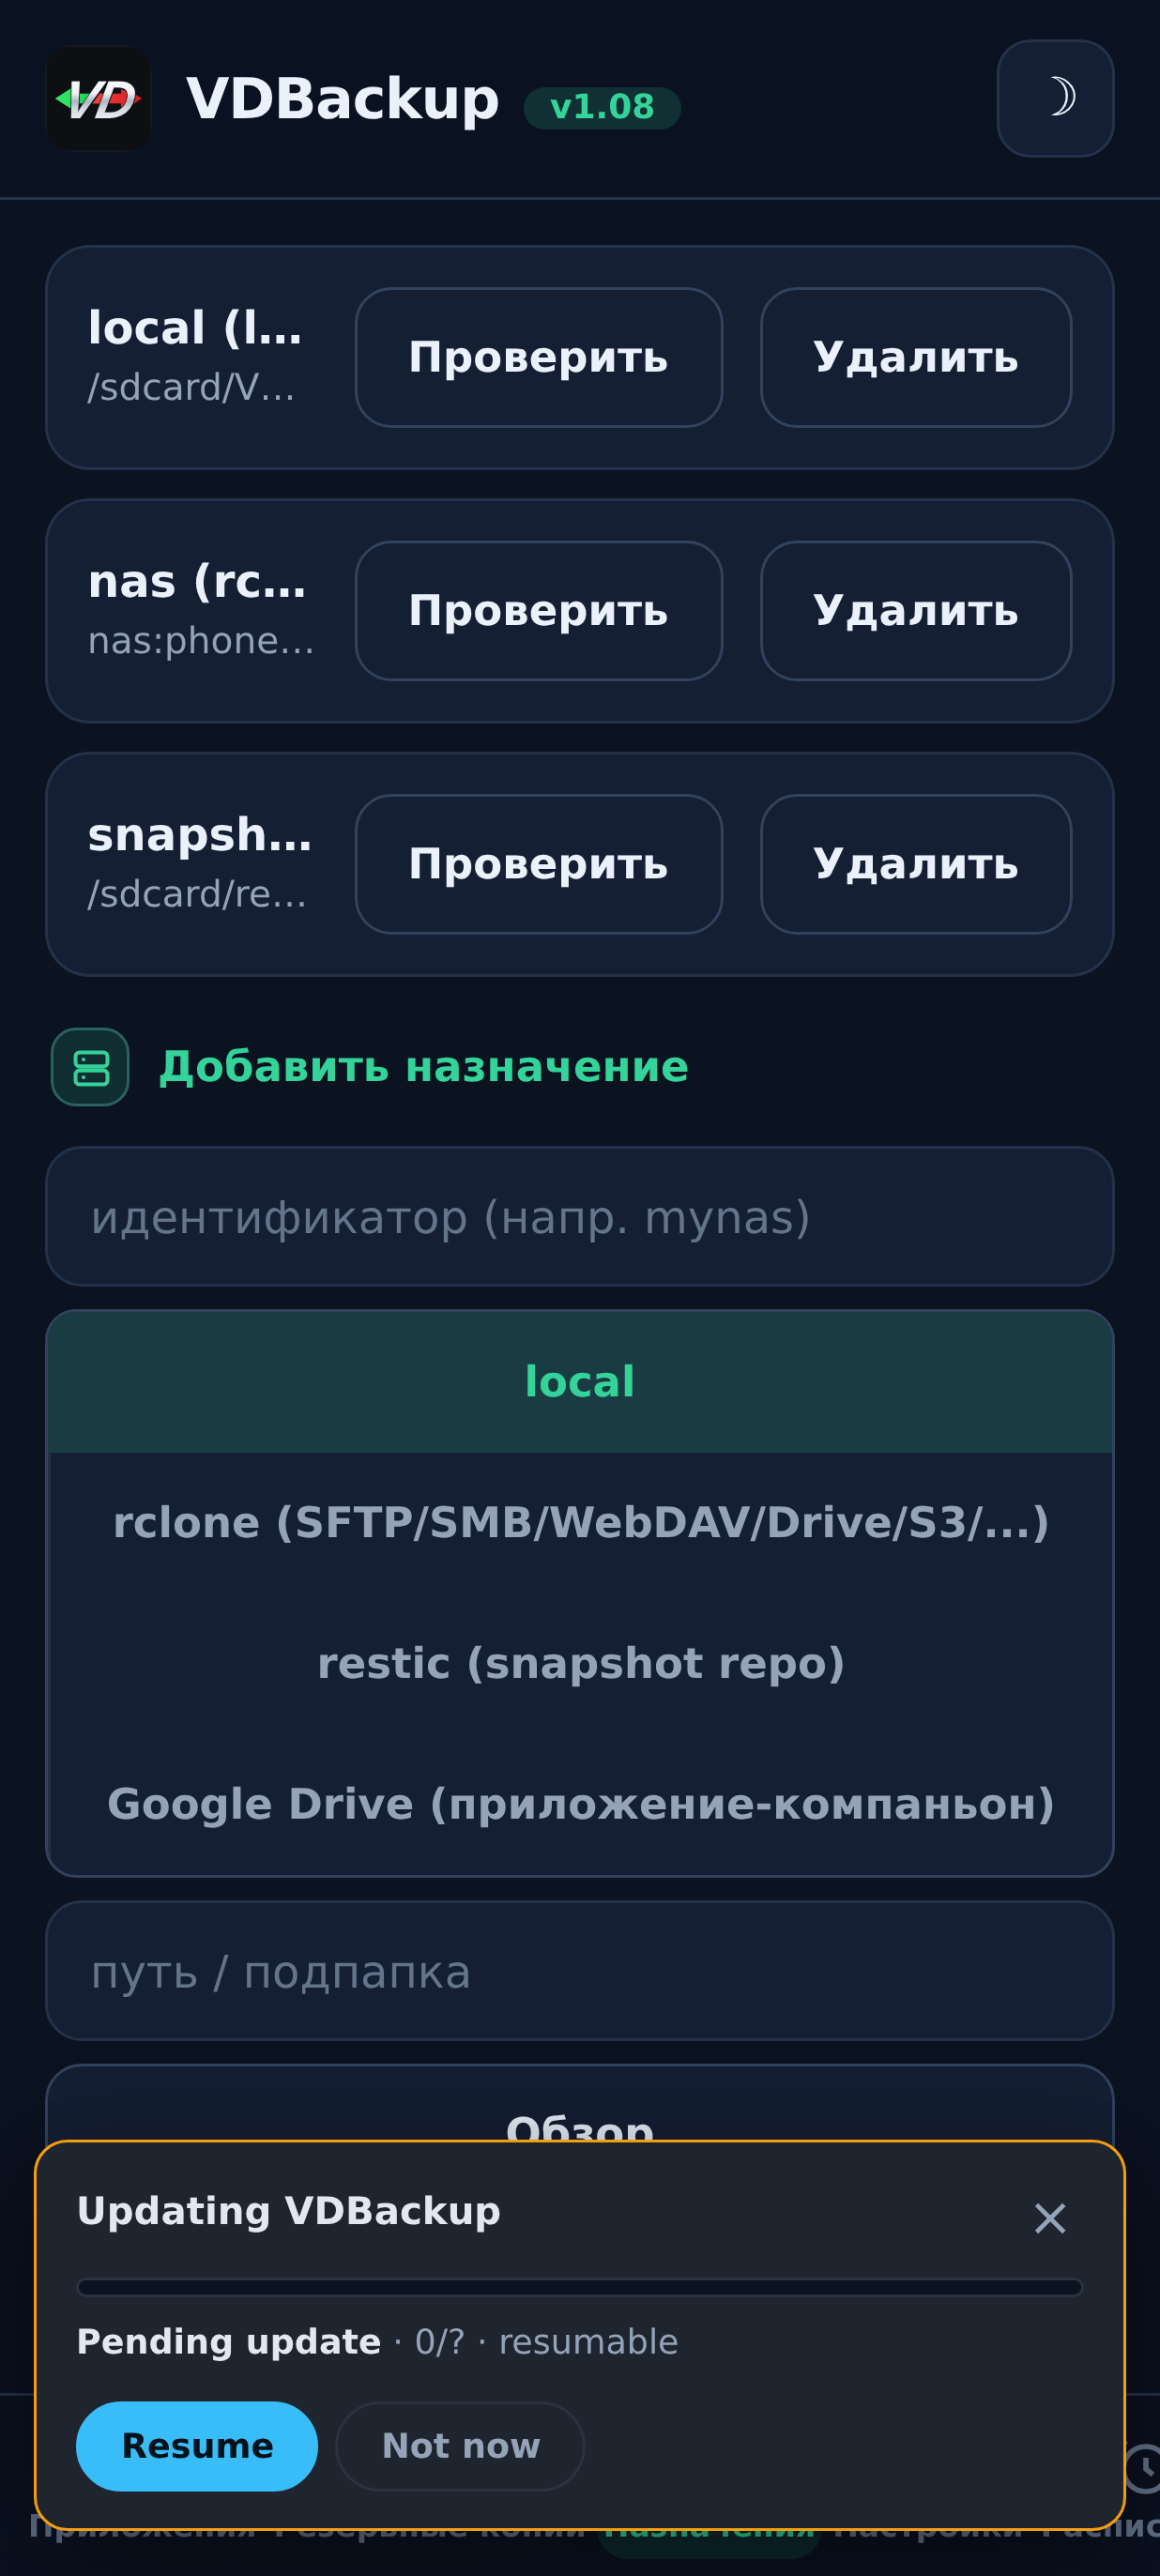 VD
VDBackup v1.08
local (l...
/sdcard/V...
Проверить
Удалить
nas (rc...
nas:phone...
Проверить
Удалить
snapsh...
/sdcard/re...
Проверить
Удалить
Добавить назначение
идентификатор (напр. mynas)
local
rclone (SFTP/SMB/WebDAV/Drive/S3/...)
restic (snapshot repo)
Google Drive (приложение-компаньон)
путь / подпапка
Обзор
Updating VDBackup
Pending update · 0/? · resumable
Resume
Not now